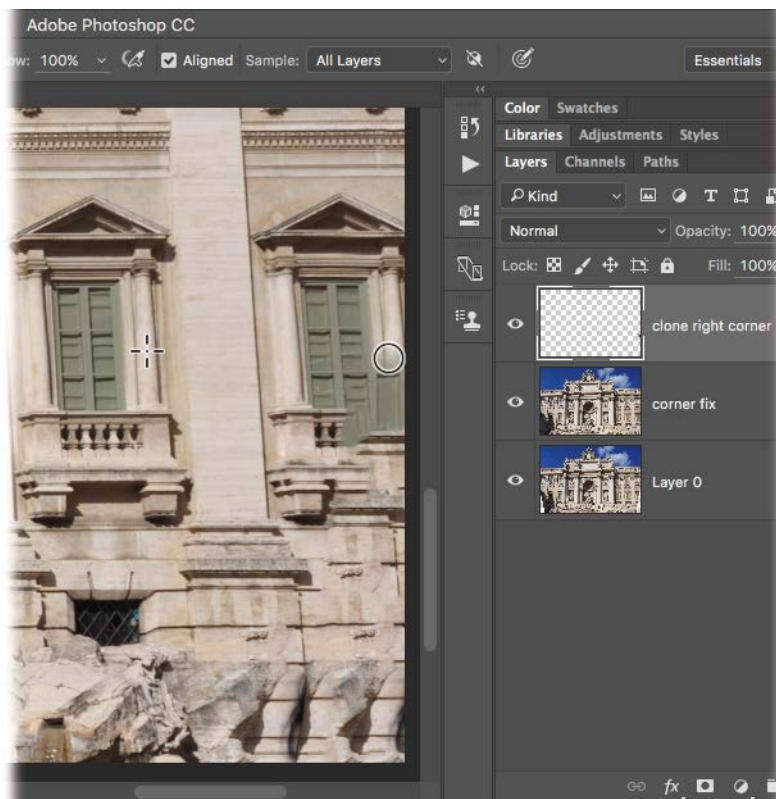 Adobe Photoshop CC
100% Aligned Sample: All Layers Essentials
Color Swatches
Libraries Adjustments Styles
Layers Channels Paths
Kind
Normal Opacity: 100%
Lock: Fill: 100%
clone right corner
corner fix
Layer 0
fx